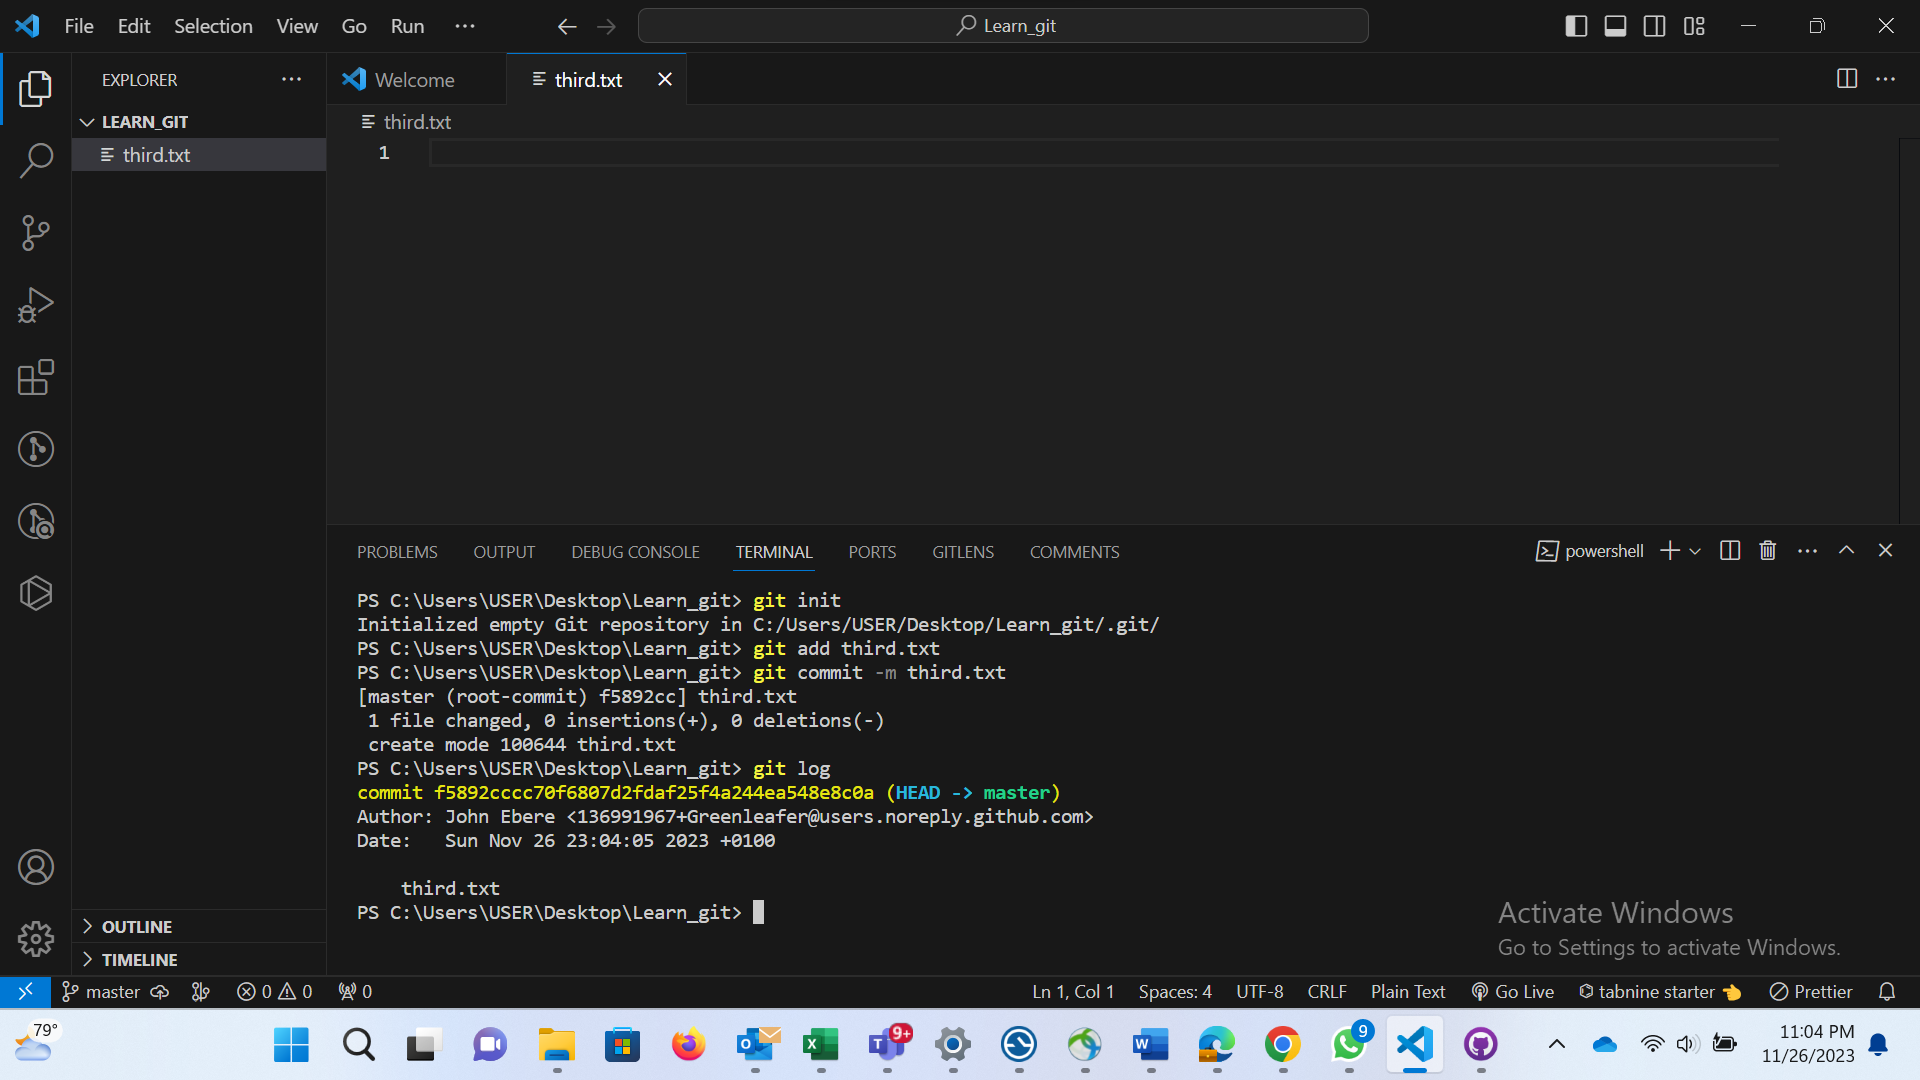 File Edit Selection View Go Run ···
Learn_git
EXPLORER ···
Welcome
third.txt
LEARN_GIT
third.txt
third.txt
1
PROBLEMS OUTPUT DEBUG CONSOLE TERMINAL PORTS GITLENS COMMENTS
powershell
PS C:\Users\USER\Desktop\Learn_git> git init
Initialized empty Git repository in C:/Users/USER/Desktop/Learn_git/.git/
PS C:\Users\USER\Desktop\Learn_git> git add third.txt
PS C:\Users\USER\Desktop\Learn_git> git commit -m third.txt
[master (root-commit) f5892cc] third.txt
 1 file changed, 0 insertions(+), 0 deletions(-)
 create mode 100644 third.txt
PS C:\Users\USER\Desktop\Learn_git> git log
commit f5892cccc70f6807d2fdaf25f4a244ea548e8c0a (HEAD -> master)
Author: John Ebere <136991967+Greenleafer@users.noreply.github.com>
Date:   Sun Nov 26 23:04:05 2023 +0100
    third.txt
PS C:\Users\USER\Desktop\Learn_git>
Activate Windows
Go to Settings to activate Windows.
OUTLINE
TIMELINE
master 0 0 0 Ln 1, Col 1 Spaces: 4 UTF-8 CRLF Plain Text Go Live tabnine starter Prettier
79°
9+
9
11:04 PM
11/26/2023